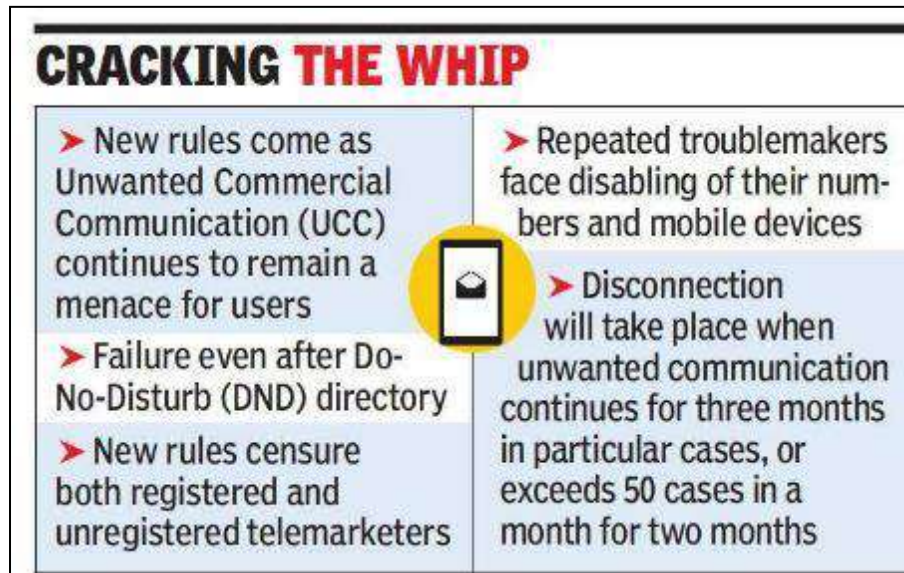 CRACKING THE WHIP
➤ New rules come as
Unwanted Commercial
Communication (UCC)
continues to remain a
menace for users
➤ Failure even after Do-
No-Disturb (DND) directory
➤ New rules censure
both registered and
unregistered telemarketers
➤ Repeated troublemakers
face disabling of their num-
bers and mobile devices
➤ Disconnection
will take place when
unwanted communication
continues for three months
in particular cases, or
exceeds 50 cases in a
month for two months